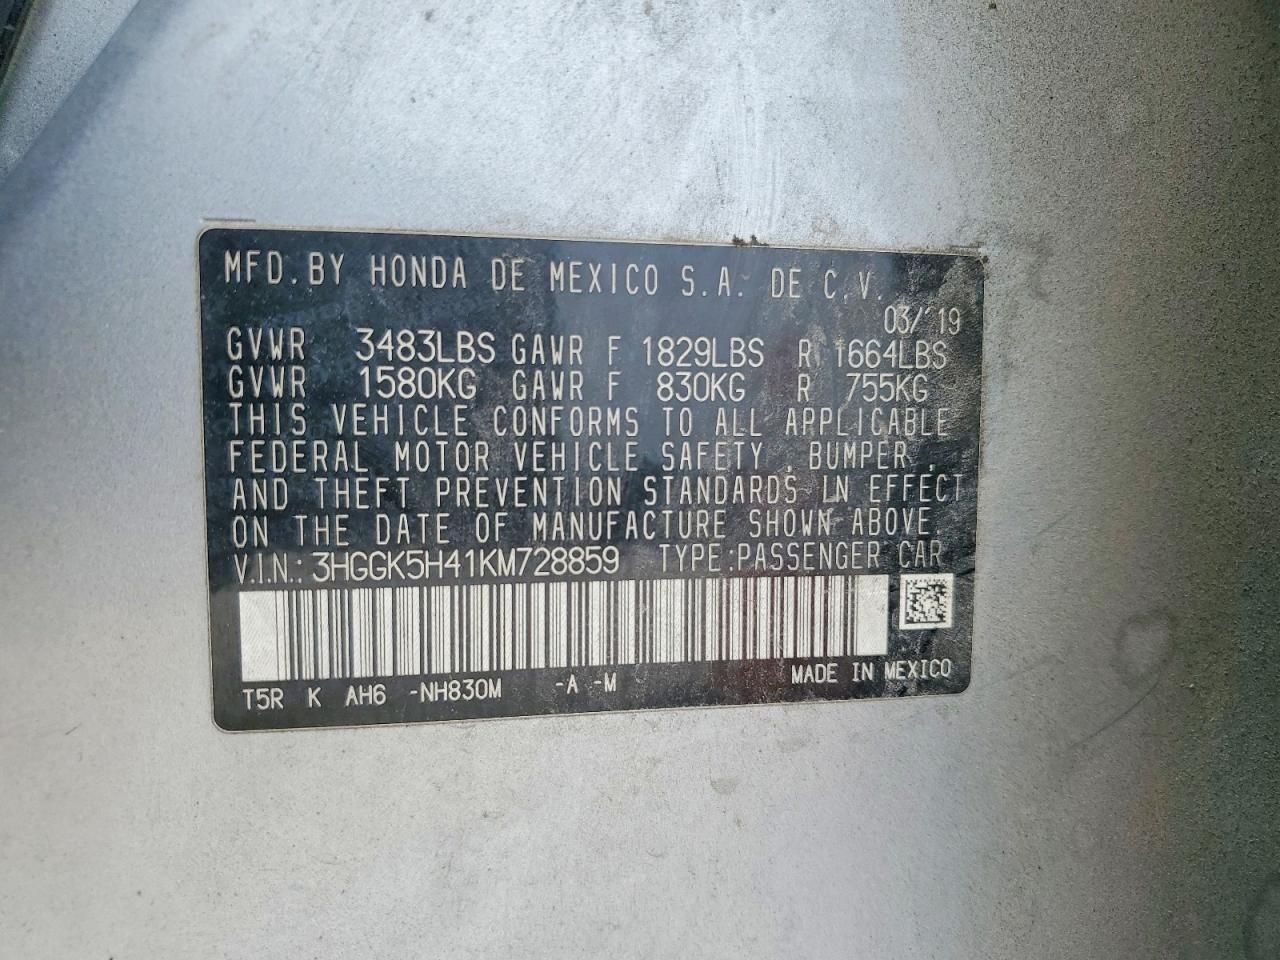 MFD. BY HONDA DE MEXICO S.A. DE C.V.
03/'19
GVWR 3483LBS GAWR F 1829LBS R 1664LBS
GVWR 1580KG GAWR F 830KG R 755KG
THIS VEHICLE CONFORMS TO ALL APPLICABLE
FEDERAL MOTOR VEHICLE SAFETY , BUMPER ,
AND THEFT PREVENTION STANDARDS IN EFFECT
ON THE DATE OF MANUFACTURE SHOWN ABOVE.
V.I.N.: 3HGGK5H41KM728859 TYPE:PASSENGER CAR
T5R K AH6 -NH830M -A -M MADE IN MEXICO